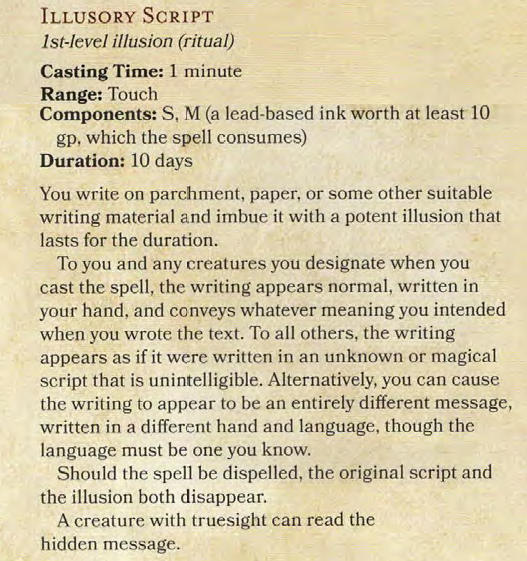 ILLUSORY SCRIPT
1st-level illusion (ritual)
Casting Time: 1 minute
Range: Touch
Components: S, M (a lead-based ink worth at least 10
gp, which the spell consumes)
Duration: 10 days
You write on parchment, paper, or some other suitable
writing material and imbue it with a potent illusion that
lasts for the duration.
To you and any creatures you designate when you
cast the spell, the writing appears normal, written in
your hand, and conveys whatever meaning you intended
when you wrote the text. To all others, the writing
appears as if it were written in an unknown or magical
script that is unintelligible. Alternatively, you can cause
the writing to appear to be an entirely different message,
written in a different hand and language, though the
language must be one you know.
Should the spell be dispelled, the original script and
the illusion both disappear.
A creature with truesight can read the
hidden message.